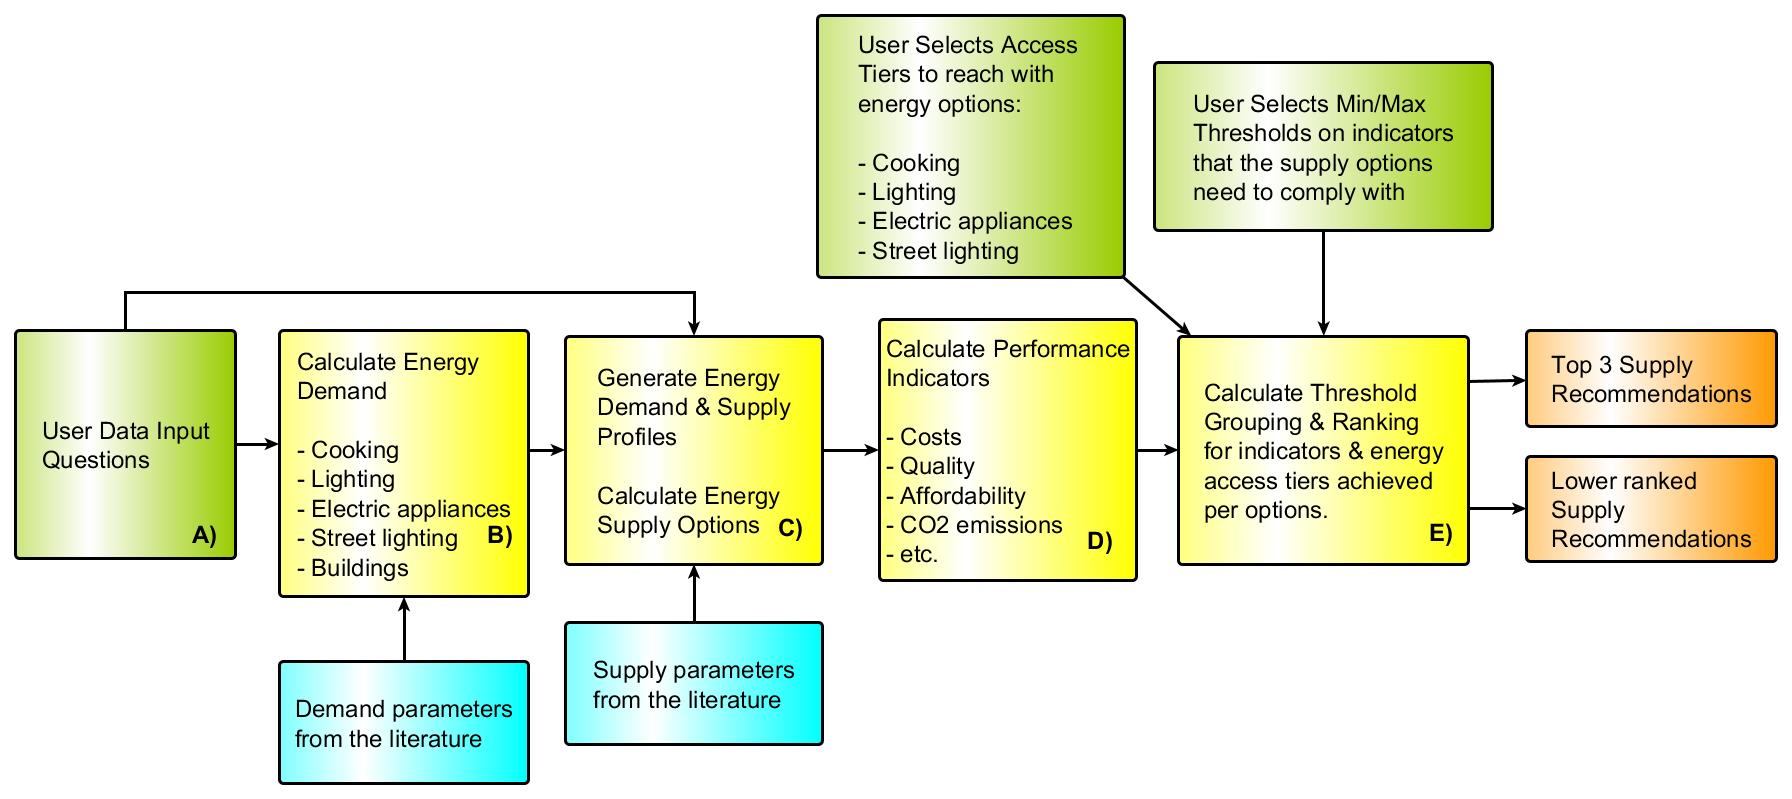 User Selects Access
Tiers to reach with
energy options:
- Cooking
- Lighting
- Electric appliances
- Street lighting
User Selects Min/Max
Thresholds on indicators
that the supply options
need to comply with
User Data Input
Questions
A)
Calculate Energy
Demand
- Cooking
- Lighting
- Electric appliances
- Street lighting
B)
- Buildings
Generate Energy
Demand & Supply
Profiles
Calculate Energy
Supply Options
C)
Calculate Performance
Indicators
- Costs
- Quality
- Affordability
- CO2 emissions
- etc.
D)
Calculate Threshold
Grouping & Ranking
for indicators & energy
access tiers achieved
per options.
E)
Top 3 Supply
Recommendations
Lower ranked
Supply
Recommendations
Demand parameters
from the literature
Supply parameters
from the literature